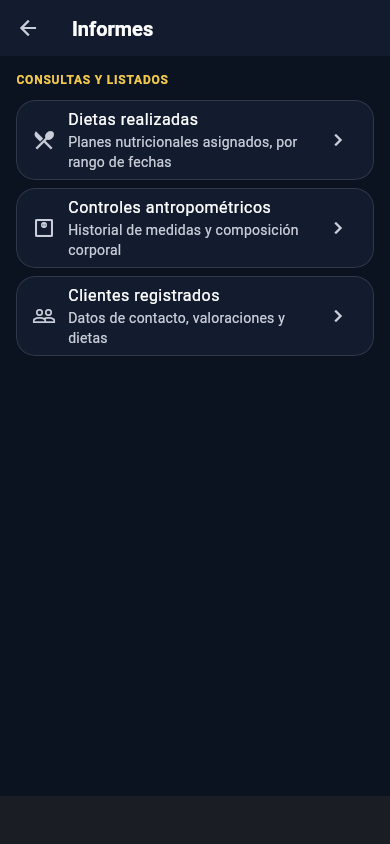 Informes
CONSULTAS Y LISTADOS
Dietas realizadas
Planes nutricionales asignados, por
rango de fechas
Controles antropométricos
Historial de medidas y composición
corporal
Clientes registrados
Datos de contacto, valoraciones y
dietas